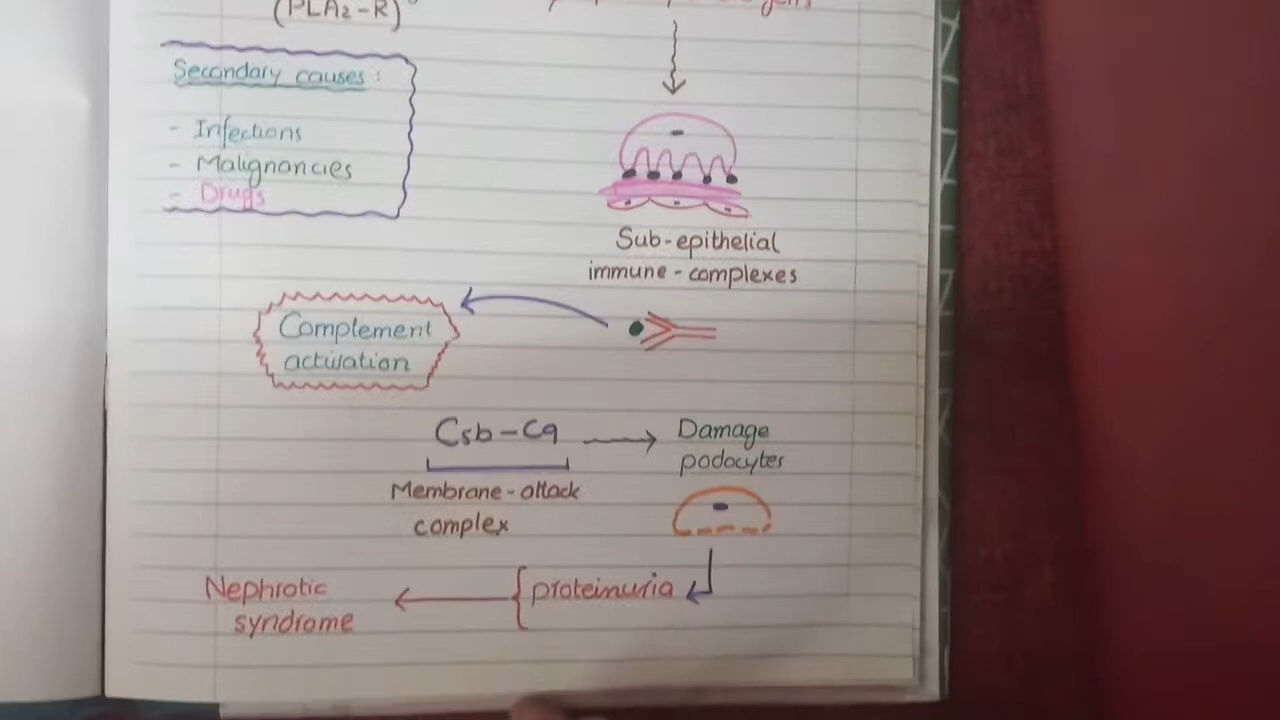 (PLA₂-R)
Secondary causes:
- Infections
- Malignancies
- Drugs
Sub-epithelial
immune-complexes
Complement
activation
C5b-C9
Damage
podocytes
Membrane-attack
complex
proteinuria
Nephrotic
syndrome